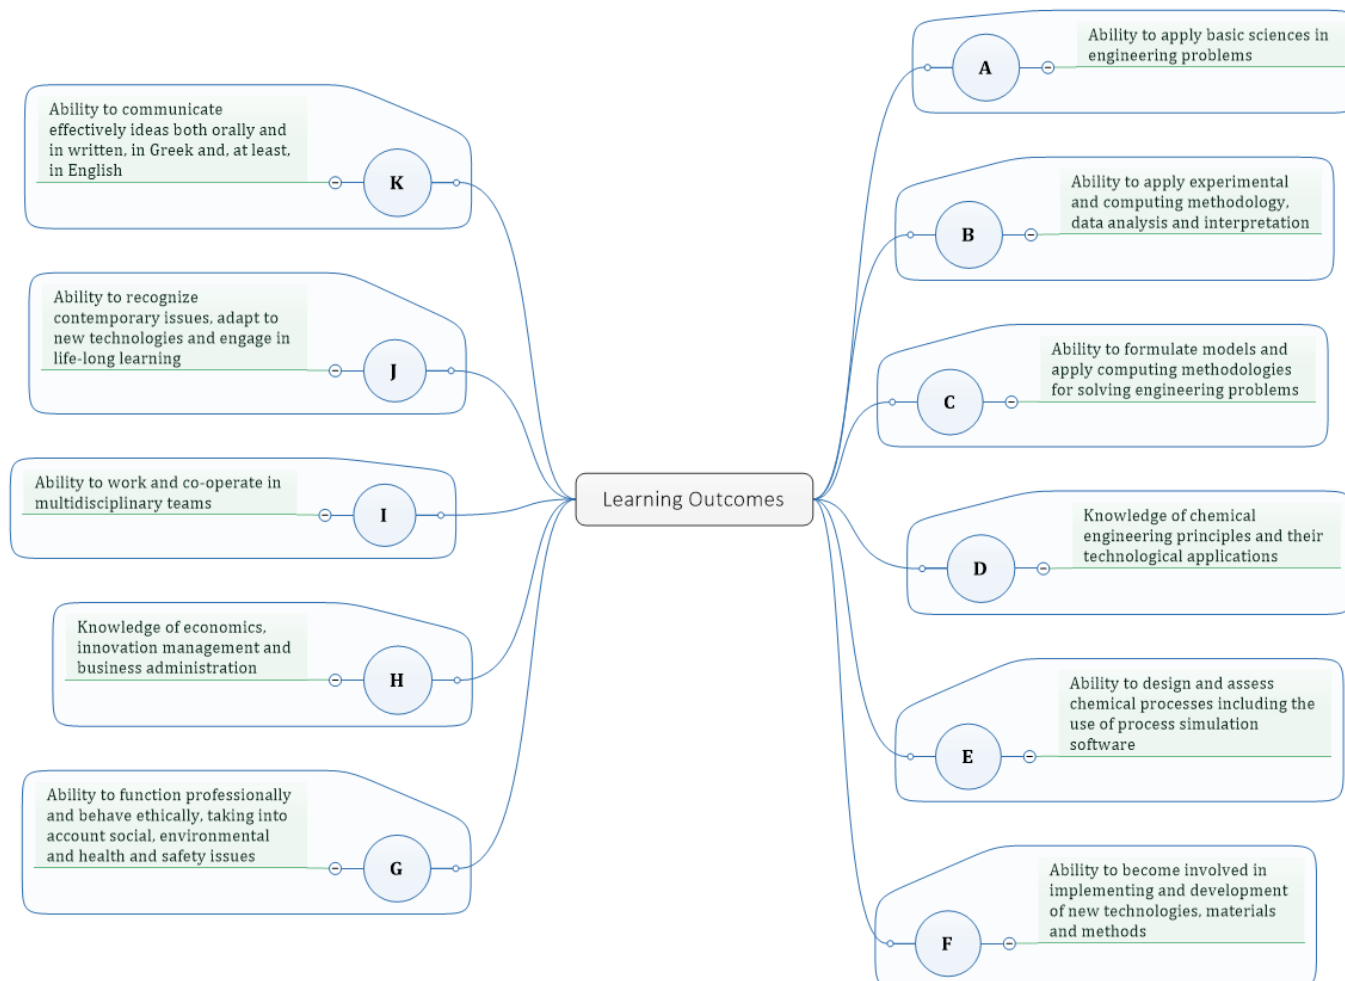 Learning Outcomes
A
Ability to apply basic sciences in
engineering problems
B
Ability to apply experimental
and computing methodology,
data analysis and interpretation
C
Ability to formulate models and
apply computing methodologies
for solving engineering problems
D
Knowledge of chemical
engineering principles and their
technological applications
E
Ability to design and assess
chemical processes including the
use of process simulation
software
F
Ability to become involved in
implementing and development
of new technologies, materials
and methods
G
Ability to function professionally
and behave ethically, taking into
account social, environmental
and health and safety issues
H
Knowledge of economics,
innovation management and
business administration
I
Ability to work and co-operate in
multidisciplinary teams
J
Ability to recognize
contemporary issues, adapt to
new technologies and engage in
life-long learning
K
Ability to communicate
effectively ideas both orally and
in written, in Greek and, at least,
in English